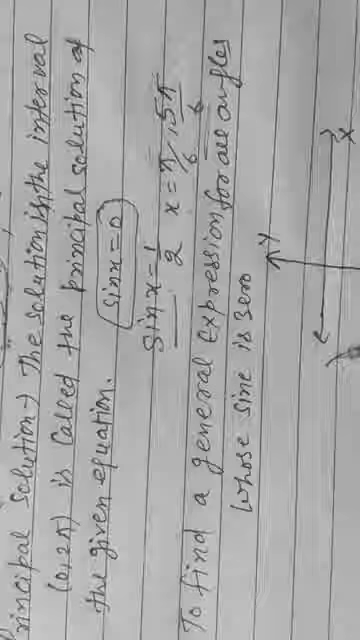 Principal Solution → The solution in the interval
(0, 2π) is called the principal solution of
the given equation. sin x = 0
sin x = 1/2 x = π/6, 5π/6
To find a general expression for all angles
whose sine is zero
Y
X